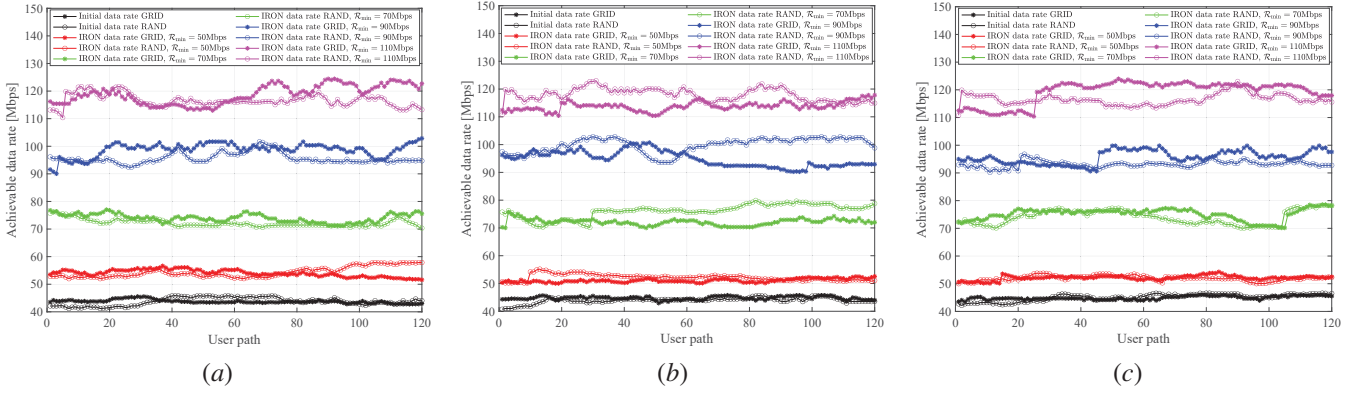 Initial data rate GRID
Initial data rate RAND
IRON data rate GRID, R_min = 50Mbps
IRON data rate RAND, R_min = 50Mbps
IRON data rate GRID, R_min = 70Mbps
IRON data rate RAND, R_min = 70Mbps
IRON data rate GRID, R_min = 90Mbps
IRON data rate RAND, R_min = 90Mbps
IRON data rate GRID, R_min = 110Mbps
IRON data rate RAND, R_min = 110Mbps
Achievable data rate [Mbps]
150
140
130
120
110
100
90
80
70
60
50
40
0 20 40 60 80 100 120
User path
(a)
Initial data rate GRID
Initial data rate RAND
IRON data rate GRID, R_min = 50Mbps
IRON data rate RAND, R_min = 50Mbps
IRON data rate GRID, R_min = 70Mbps
IRON data rate RAND, R_min = 70Mbps
IRON data rate GRID, R_min = 90Mbps
IRON data rate RAND, R_min = 90Mbps
IRON data rate GRID, R_min = 110Mbps
IRON data rate RAND, R_min = 110Mbps
Achievable data rate [Mbps]
150
140
130
120
110
100
90
80
70
60
50
40
0 20 40 60 80 100 120
User path
(b)
Initial data rate GRID
Initial data rate RAND
IRON data rate GRID, R_min = 50Mbps
IRON data rate RAND, R_min = 50Mbps
IRON data rate GRID, R_min = 70Mbps
IRON data rate RAND, R_min = 70Mbps
IRON data rate GRID, R_min = 90Mbps
IRON data rate RAND, R_min = 90Mbps
IRON data rate GRID, R_min = 110Mbps
IRON data rate RAND, R_min = 110Mbps
Achievable data rate [Mbps]
150
140
130
120
110
100
90
80
70
60
50
40
0 20 40 60 80 100 120
User path
(c)